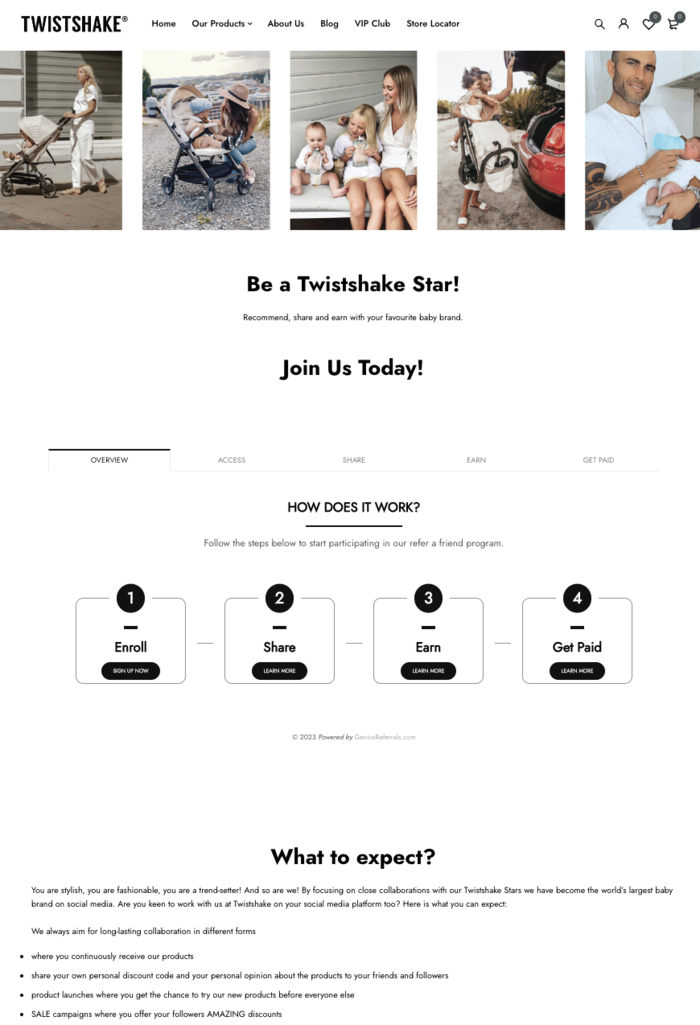 TWISTSHAKE®
Home Our Products About Us Blog VIP Club Store Locator
0 0
Be a Twistshake Star!
Recommend, share and earn with your favourite baby brand.
Join Us Today!
OVERVIEW ACCESS SHARE EARN GET PAID
HOW DOES IT WORK?
Follow the steps below to start participating in our refer a friend program.
1 2 3 4
Enroll Share Earn Get Paid
SIGN UP NOW LEARN MORE LEARN MORE LEARN MORE
© 2023 Powered by GeniusReferrals.com
What to expect?
You are stylish, you are fashionable, you are a trend-setter! And so are we! By focusing on close collaborations with our Twistshake Stars we have become the world's largest baby
brand on social media. Are you keen to work with us at Twistshake on your social media platform too? Here is what you can expect:
We always aim for long-lasting collaboration in different forms
• where you continuously receive our products
• share your own personal discount code and your personal opinion about the products to your friends and followers
• product launches where you get the chance to try our new products before everyone else
• SALE campaigns where you offer your followers AMAZING discounts